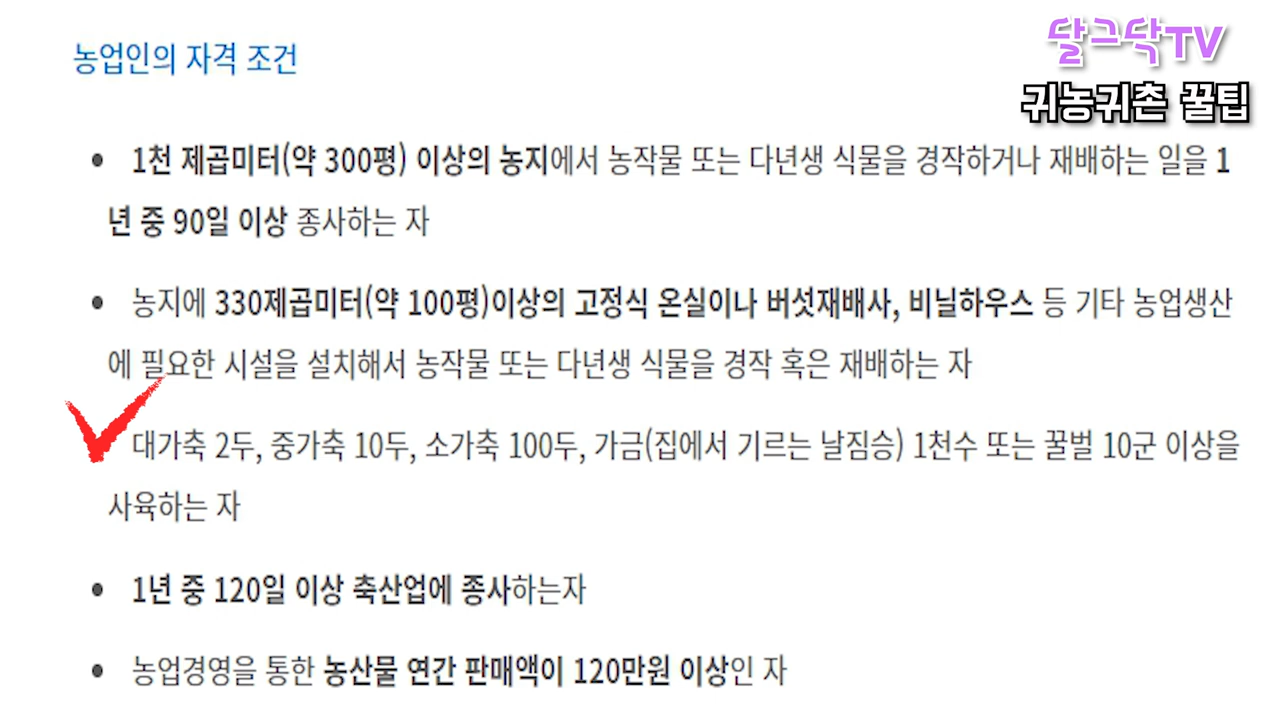 달그닥TV
귀농귀촌 꿀팁
농업인의 자격 조건
1천 제곱미터(약 300평) 이상의 농지에서 농작물 또는 다년생 식물을 경작하거나 재배하는 일을 1
년 중 90일 이상 종사하는 자
농지에 330제곱미터(약 100평)이상의 고정식 온실이나 버섯재배사, 비닐하우스 등 기타 농업생산
에 필요한 시설을 설치해서 농작물 또는 다년생 식물을 경작 혹은 재배하는 자
대가축 2두, 중가축 10두, 소가축 100두, 가금(집에서 기르는 날짐승) 1천수 또는 꿀벌 10군 이상을
사육하는 자
1년 중 120일 이상 축산업에 종사하는자
농업경영을 통한 농산물 연간 판매액이 120만원 이상인 자